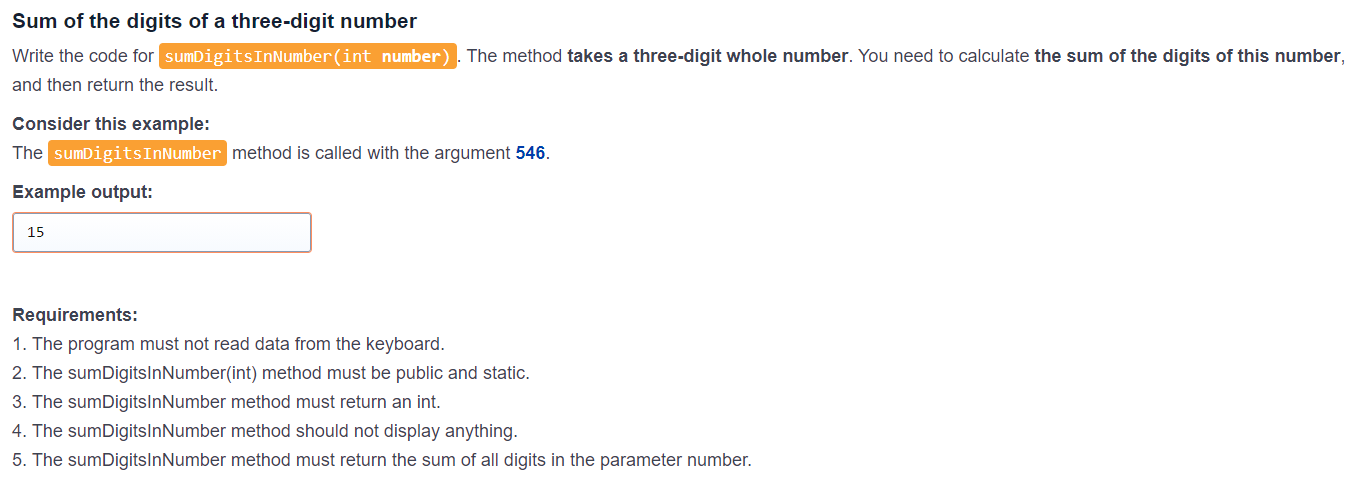 Sum of the digits of a three-digit number
Write the code for sumDigitsInNumber(int number). The method takes a three-digit whole number. You need to calculate the sum of the digits of this number,
and then return the result.
Consider this example:
The sumDigitsInNumber method is called with the argument 546.
Example output:
15
Requirements:
1. The program must not read data from the keyboard.
2. The sumDigitsInNumber(int) method must be public and static.
3. The sumDigitsInNumber method must return an int.
4. The sumDigitsInNumber method should not display anything.
5. The sumDigitsInNumber method must return the sum of all digits in the parameter number.